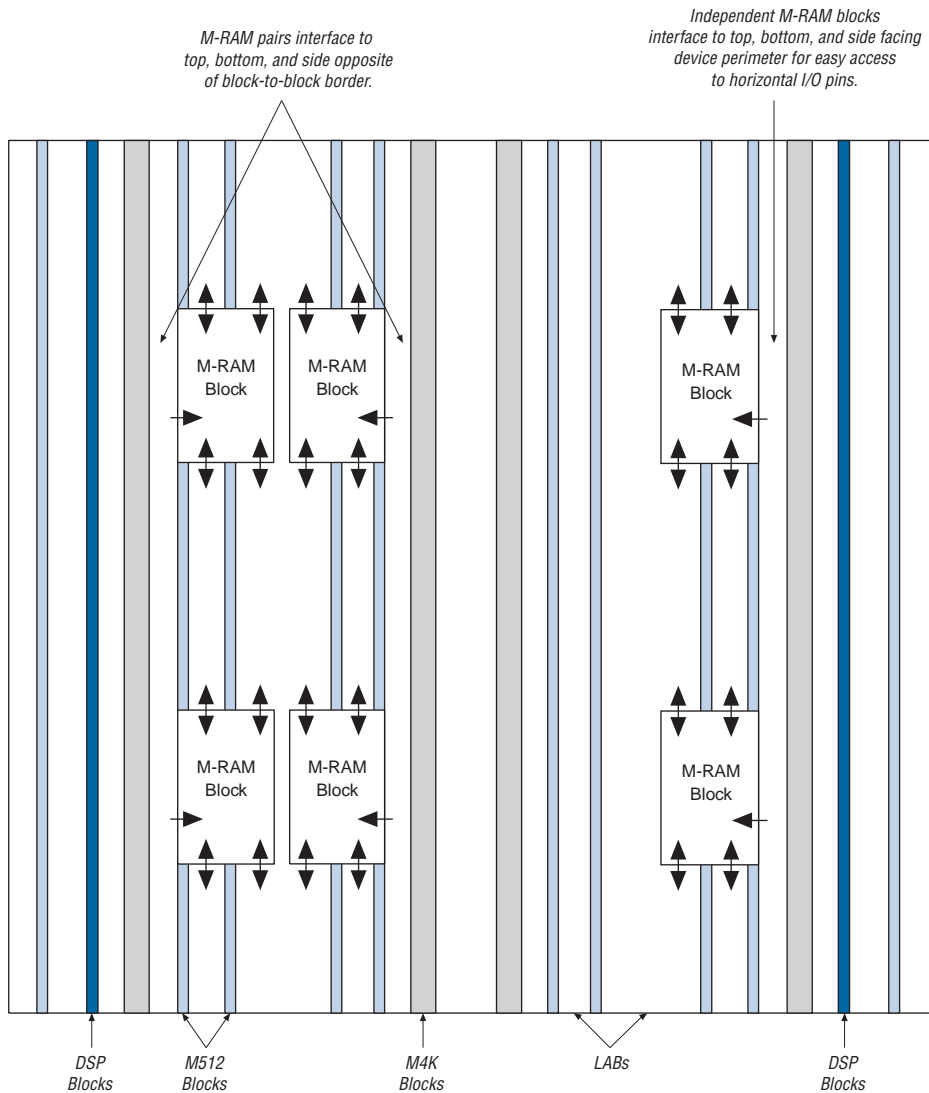 M-RAM pairs interface to
top, bottom, and side opposite
of block-to-block border.
Independent M-RAM blocks
interface to top, bottom, and side facing
device perimeter for easy access
to horizontal I/O pins.
M-RAM
Block
M-RAM
Block
M-RAM
Block
M-RAM
Block
M-RAM
Block
M-RAM
Block
DSP
Blocks
M512
Blocks
M4K
Blocks
LABs
DSP
Blocks